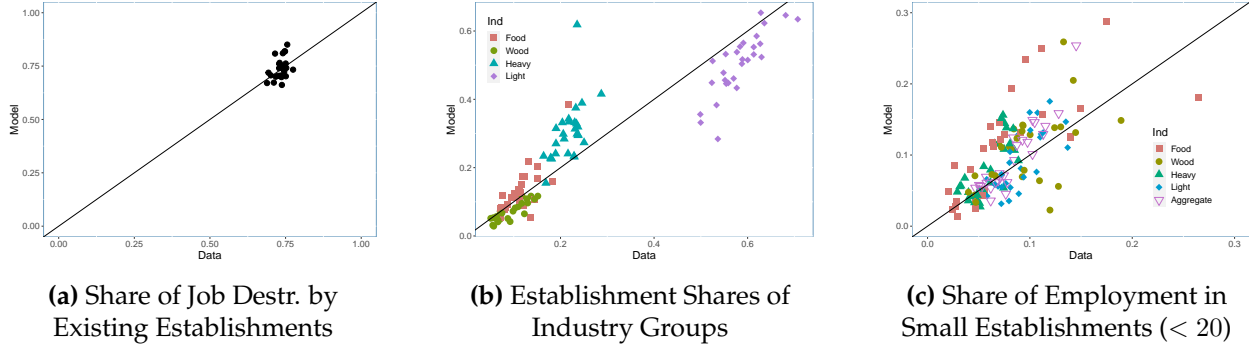 1.00
0.75
0.50
0.25
0.00
Model
0.00
0.25
0.50
0.75
1.00
Data
Ind
Food
Wood
Heavy
Light
0.6
0.4
0.2
0.0
Model
0.2
0.4
0.6
Data
0.3
0.2
0.1
0.0
Model
Ind
Food
Wood
Heavy
Light
Aggregate
0.0
0.1
0.2
0.3
Data
(a) Share of Job Destr. by
Existing Establishments
(b) Establishment Shares of
Industry Groups
(c) Share of Employment in
Small Establishments (< 20)